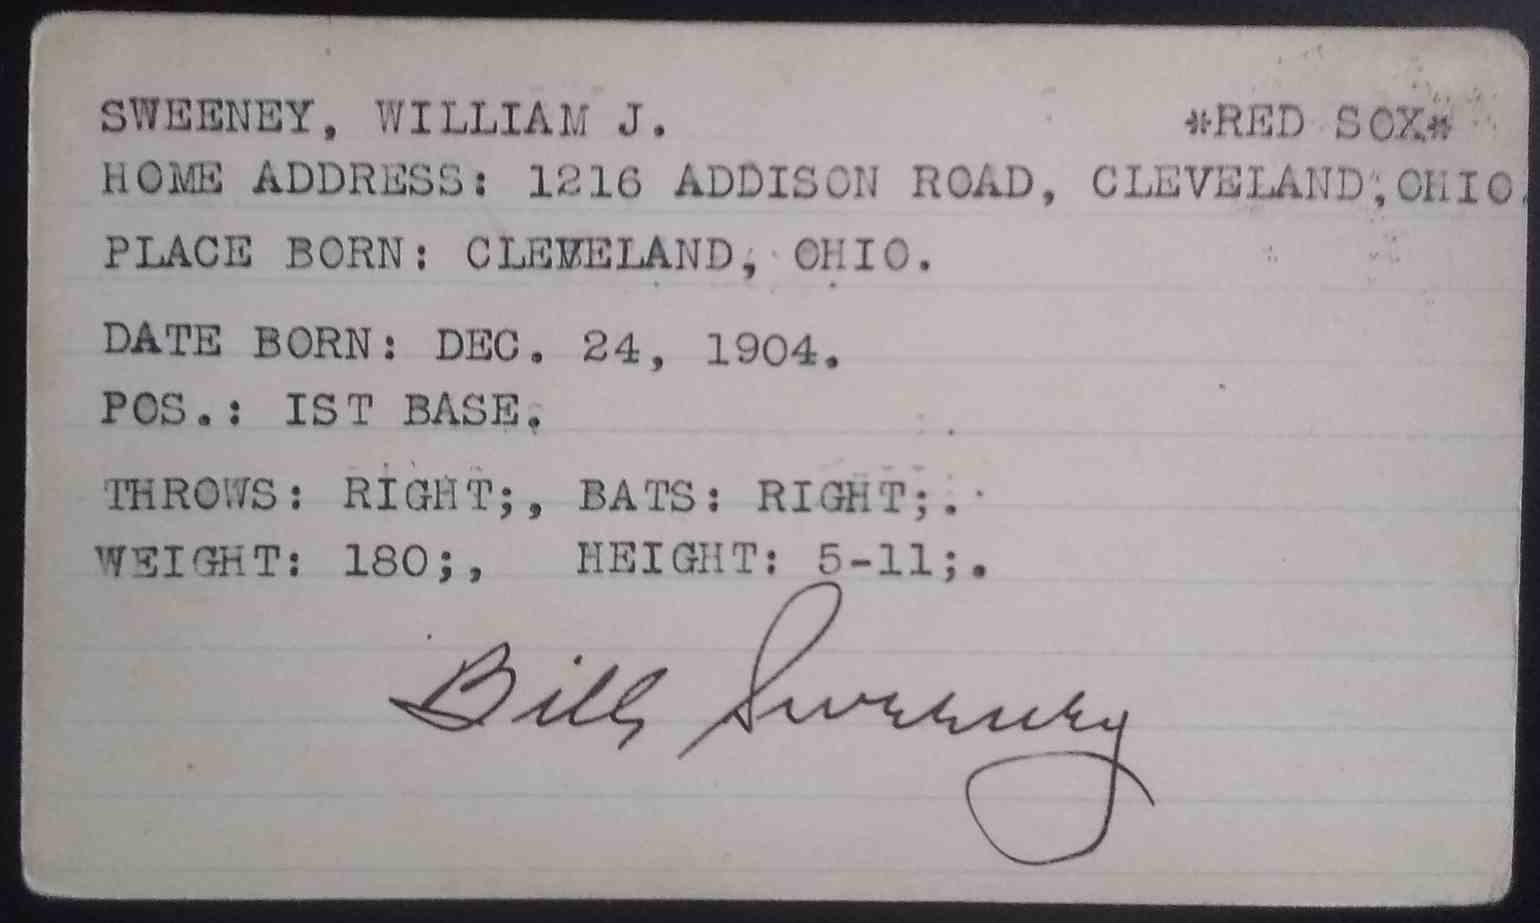 SWEENEY, WILLIAM J. *RED SOX*
HOME ADDRESS: 1216 ADDISON ROAD, CLEVELAND,OHIO.
PLACE BORN: CLEVELAND, OHIO.
DATE BORN: DEC. 24, 1904.
POS.: IST BASE.
THROWS: RIGHT;, BATS: RIGHT;.
WEIGHT: 180;, HEIGHT: 5-11;.
Billy Sweeney